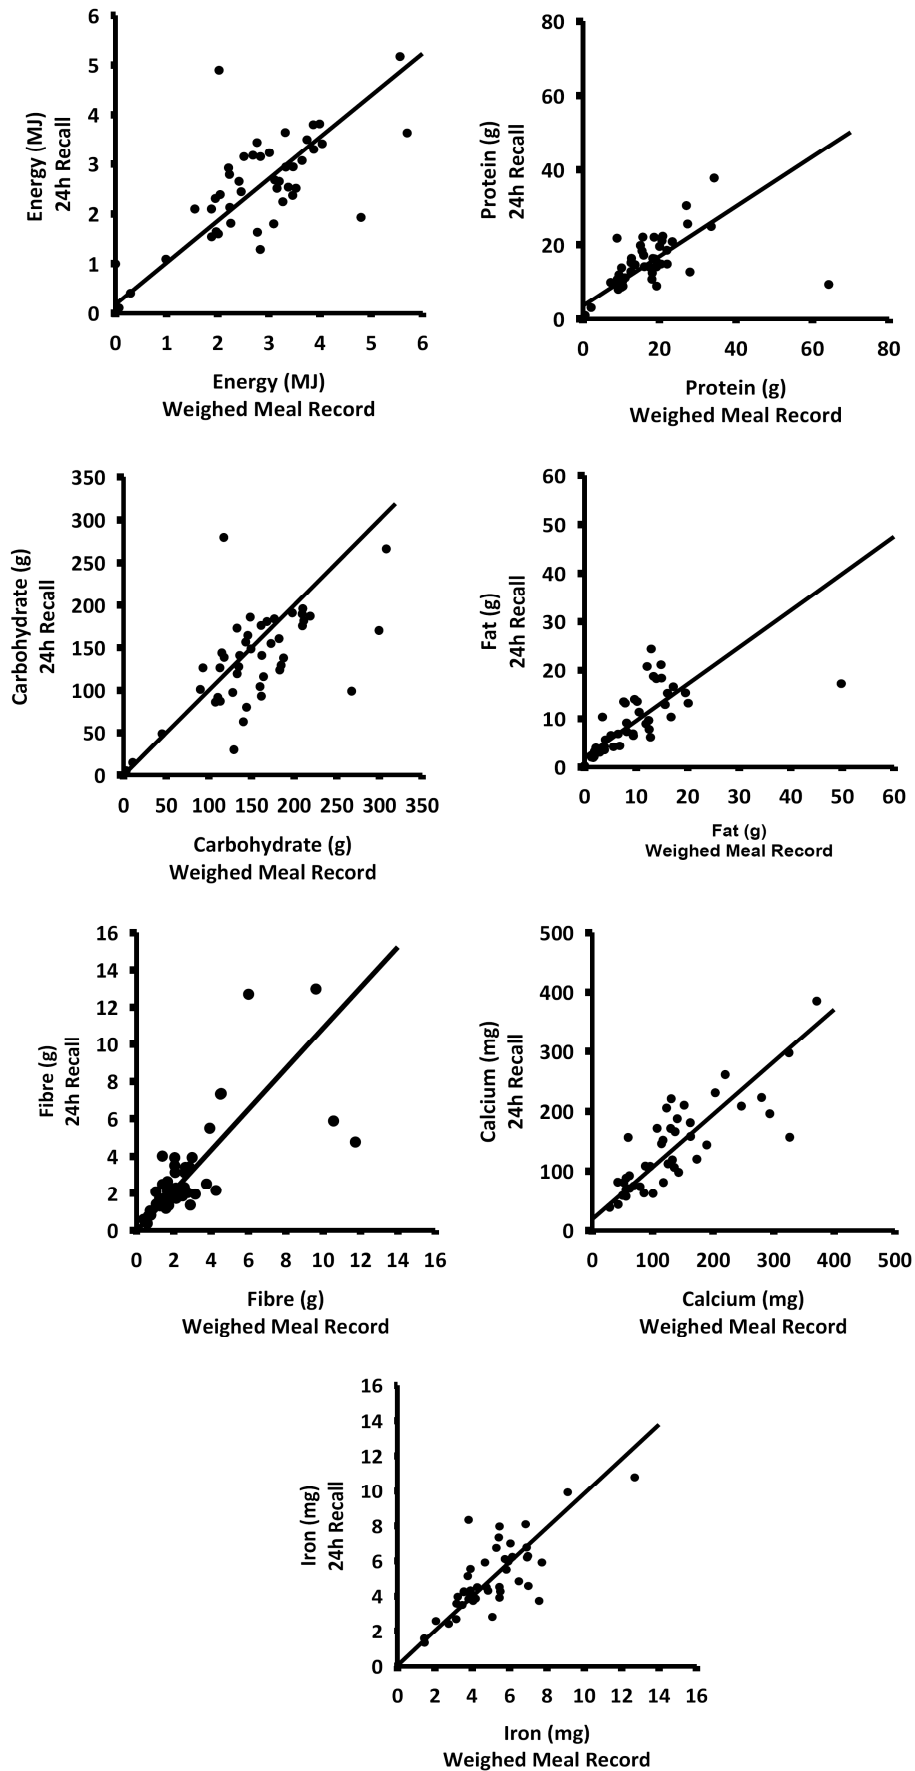 6
5
4
3
2
1
0
Energy (MJ)
24h Recall
0 1 2 3 4 5 6
Energy (MJ)
Weighed Meal Record
80
60
40
20
0
Protein (g)
24h Recall
0 20 40 60 80
Protein (g)
Weighed Meal Record
350
300
250
200
150
100
50
0
Carbohydrate (g)
24h Recall
0 50 100 150 200 250 300 350
Carbohydrate (g)
Weighed Meal Record
60
50
40
30
20
10
0
Fat (g)
24h Recall
0 10 20 30 40 50 60
Fat (g)
Weighed Meal Record
16
14
12
10
8
6
4
2
0
Fibre (g)
24h Recall
0 2 4 6 8 10 12 14 16
Fibre (g)
Weighed Meal Record
500
400
300
200
100
0
Calcium (mg)
24h Recall
0 100 200 300 400 500
Calcium (mg)
Weighed Meal Record
16
14
12
10
8
6
4
2
0
Iron (mg)
24h Recall
0 2 4 6 8 10 12 14 16
Iron (mg)
Weighed Meal Record